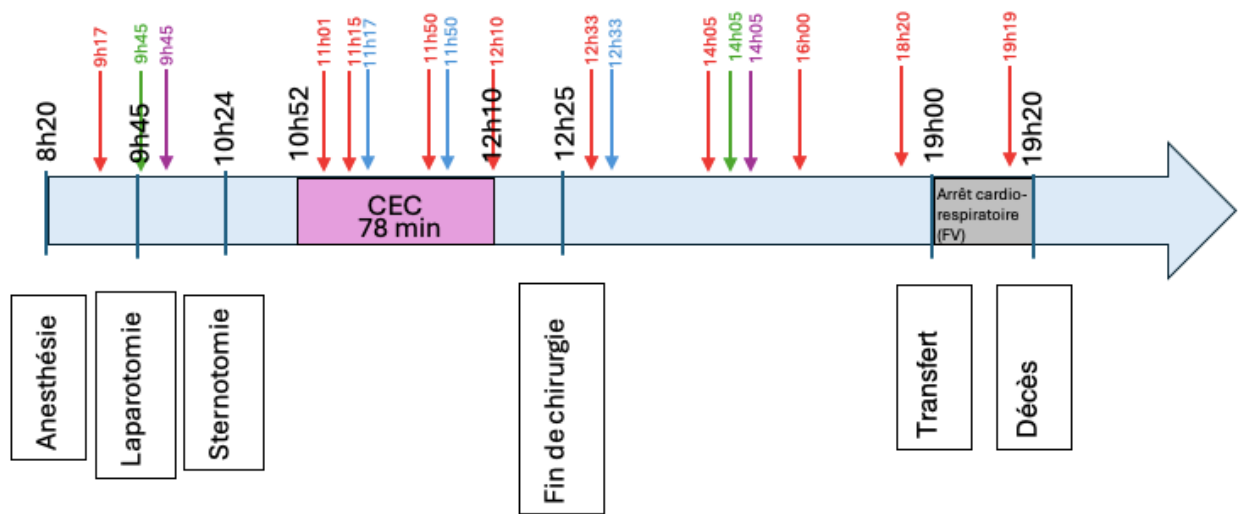 9h17
9h45
9h45
11h01
11h15
11h17
11h50
11h50
12h10
12h33
12h33
14h05
14h05
14h05
16h00
18h20
19h19
8h20
9h45
10h24
10h52
12h10
12h25
19h00
19h20
CEC
78 min
Arrêt cardio-
respiratoire
(FV)
Anesthésie
Laparotomie
Sternotomie
Fin de chirurgie
Transfert
Décès